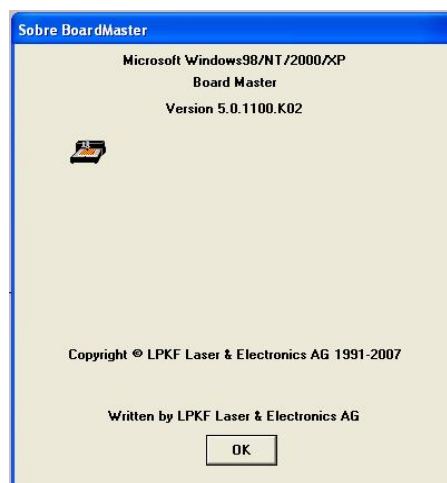 Sobre BoardMaster
Microsoft Windows98/NT/2000/XP
Board Master
Version 5.0.1100.K02
Copyright © LPKF Laser & Electronics AG 1991-2007
Written by LPKF Laser & Electronics AG
OK